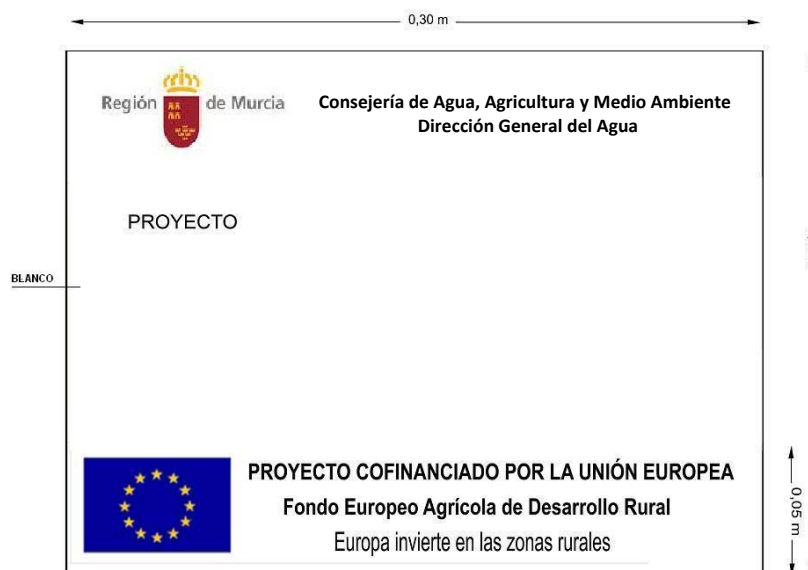 0,30 m
Región de Murcia
Consejería de Agua, Agricultura y Medio Ambiente
Dirección General del Agua
PROYECTO
BLANCO
PROYECTO COFINANCIADO POR LA UNIÓN EUROPEA
Fondo Europeo Agrícola de Desarrollo Rural
Europa invierte en las zonas rurales
0,05 m